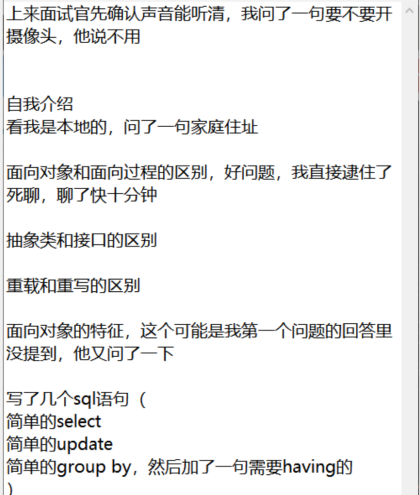 上来面试官先确认声音能听清，我问了一句要不要开
摄像头，他说不用
自我介绍
看我是本地的，问了一句家庭住址
面向对象和面向过程的区别，好问题，我直接逮住了
死聊，聊了快十分钟
抽象类和接口的区别
重载和重写的区别
面向对象的特征，这个可能是我第一个问题的回答里
没提到，他又问了一下
写了几个sql语句（
简单的select
简单的update
简单的group by，然后加了一句需要having的
）